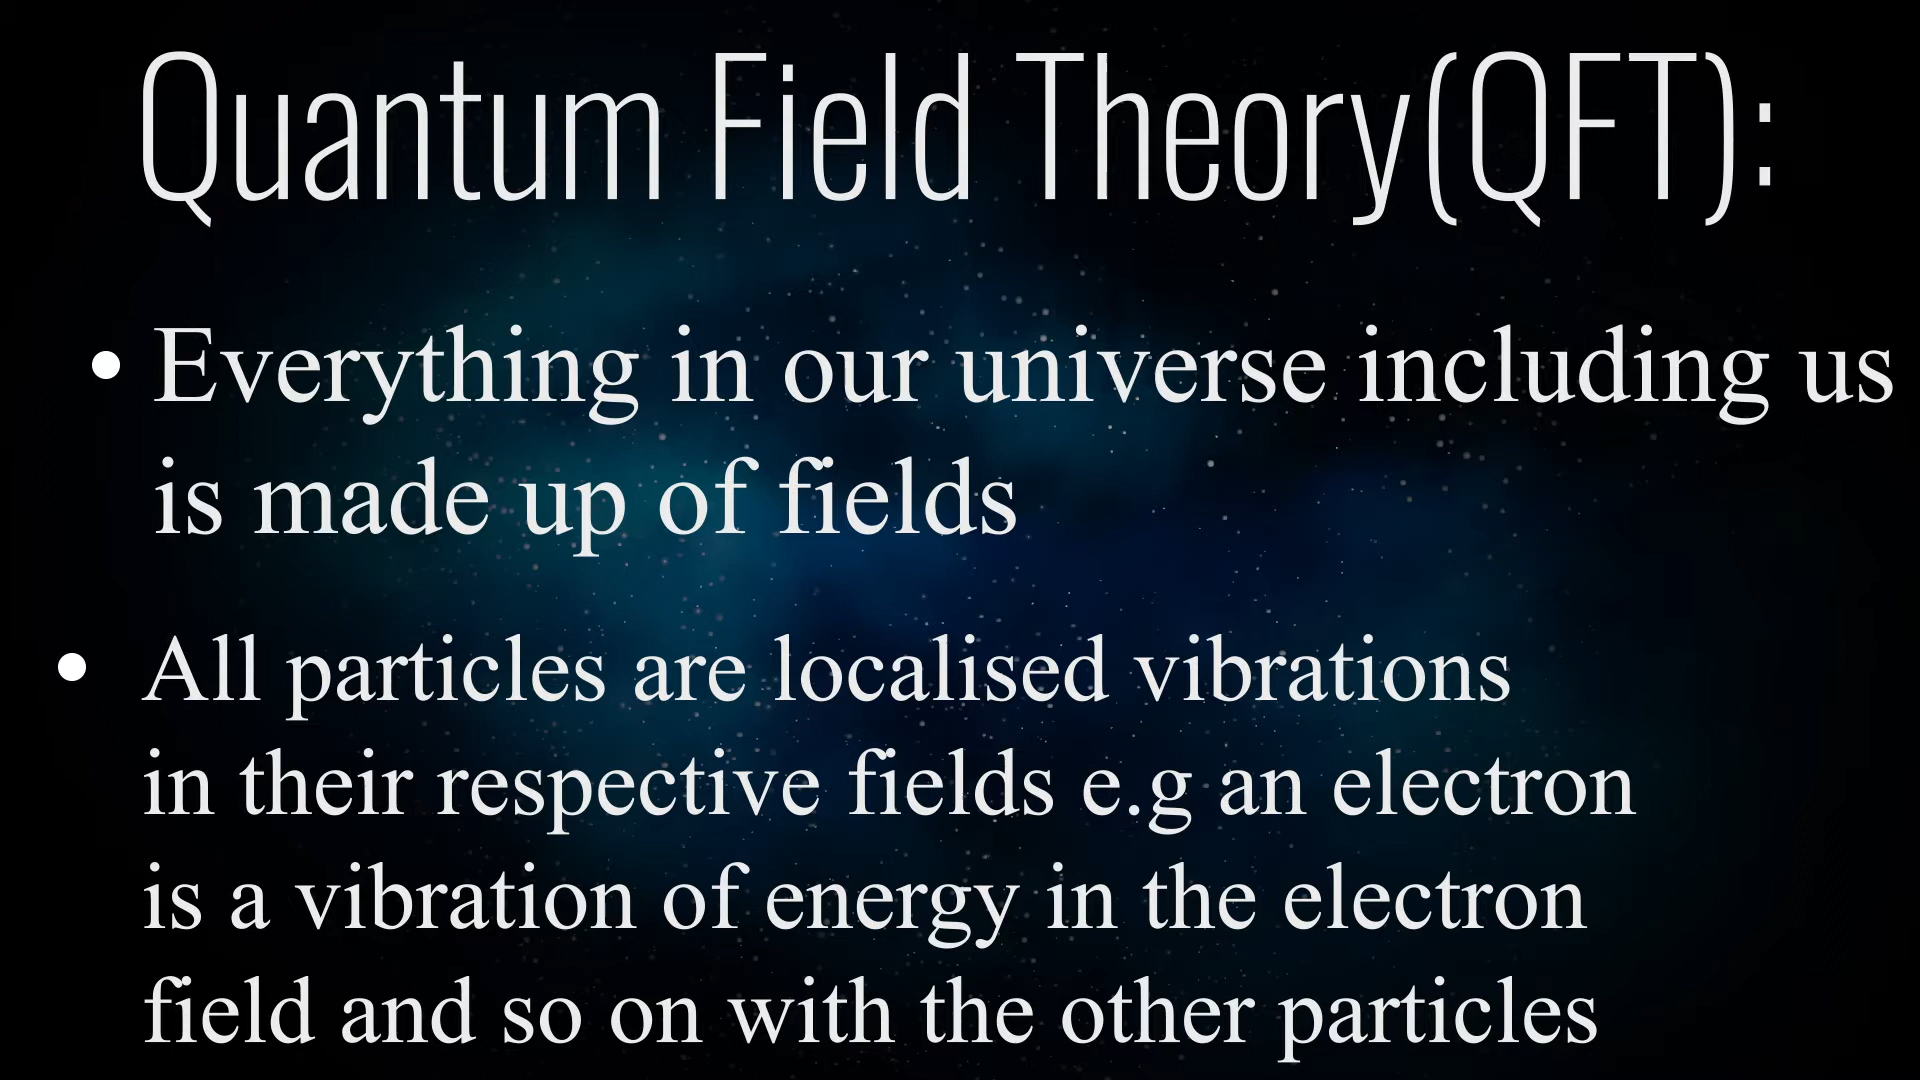 Quantum Field Theory(QFT):
• Everything in our universe including us
is made up of fields
• All particles are localised vibrations
in their respective fields e.g an electron
is a vibration of energy in the electron
field and so on with the other particles